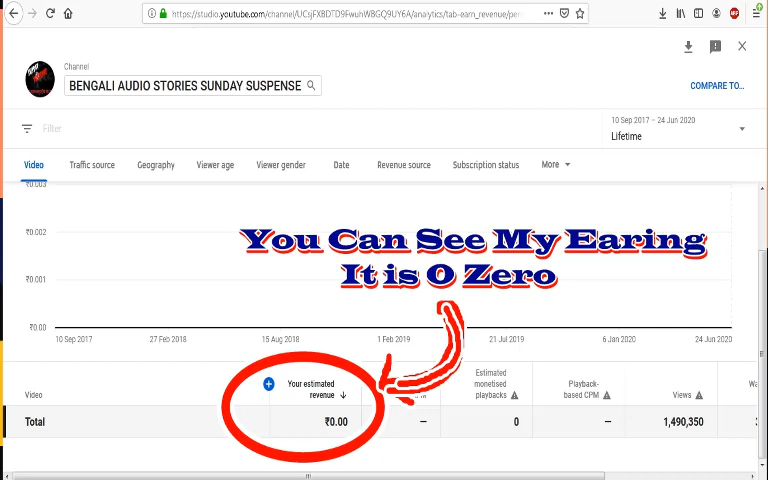 https://studio.youtube.com/channel/UCsjFXBDTD9FwuhW8GQ9UY6A/analytics/tab-earn_revenue/per
Channel
BENGALI AUDIO STORIES SUNDAY SUSPENSE
COMPARE TO...
Filter
10 Sep 2017 – 24 Jun 2020
Lifetime
Video Traffic source Geography Viewer age Viewer gender Date Revenue source Subscription status More
₹0.003
₹0.002
₹0.001
₹0.00
You Can See My Earing
It is 0 Zero
10 Sep 2017 27 Feb 2018 15 Aug 2018 1 Feb 2019 21 Jul 2019 6 Jan 2020 24 Jun 2020
Video
Your estimated
revenue
Estimated
monetised
playbacks
Playback-
based CPM
Views
Total ₹0.00 — 0 — 1,490,350